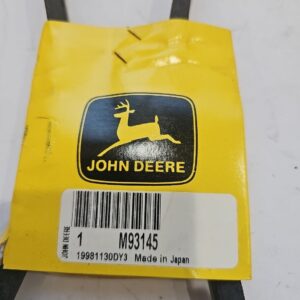 JOHN DEERE
JOHN DEERE
1 M93145
19981130DY3 Made in Japan